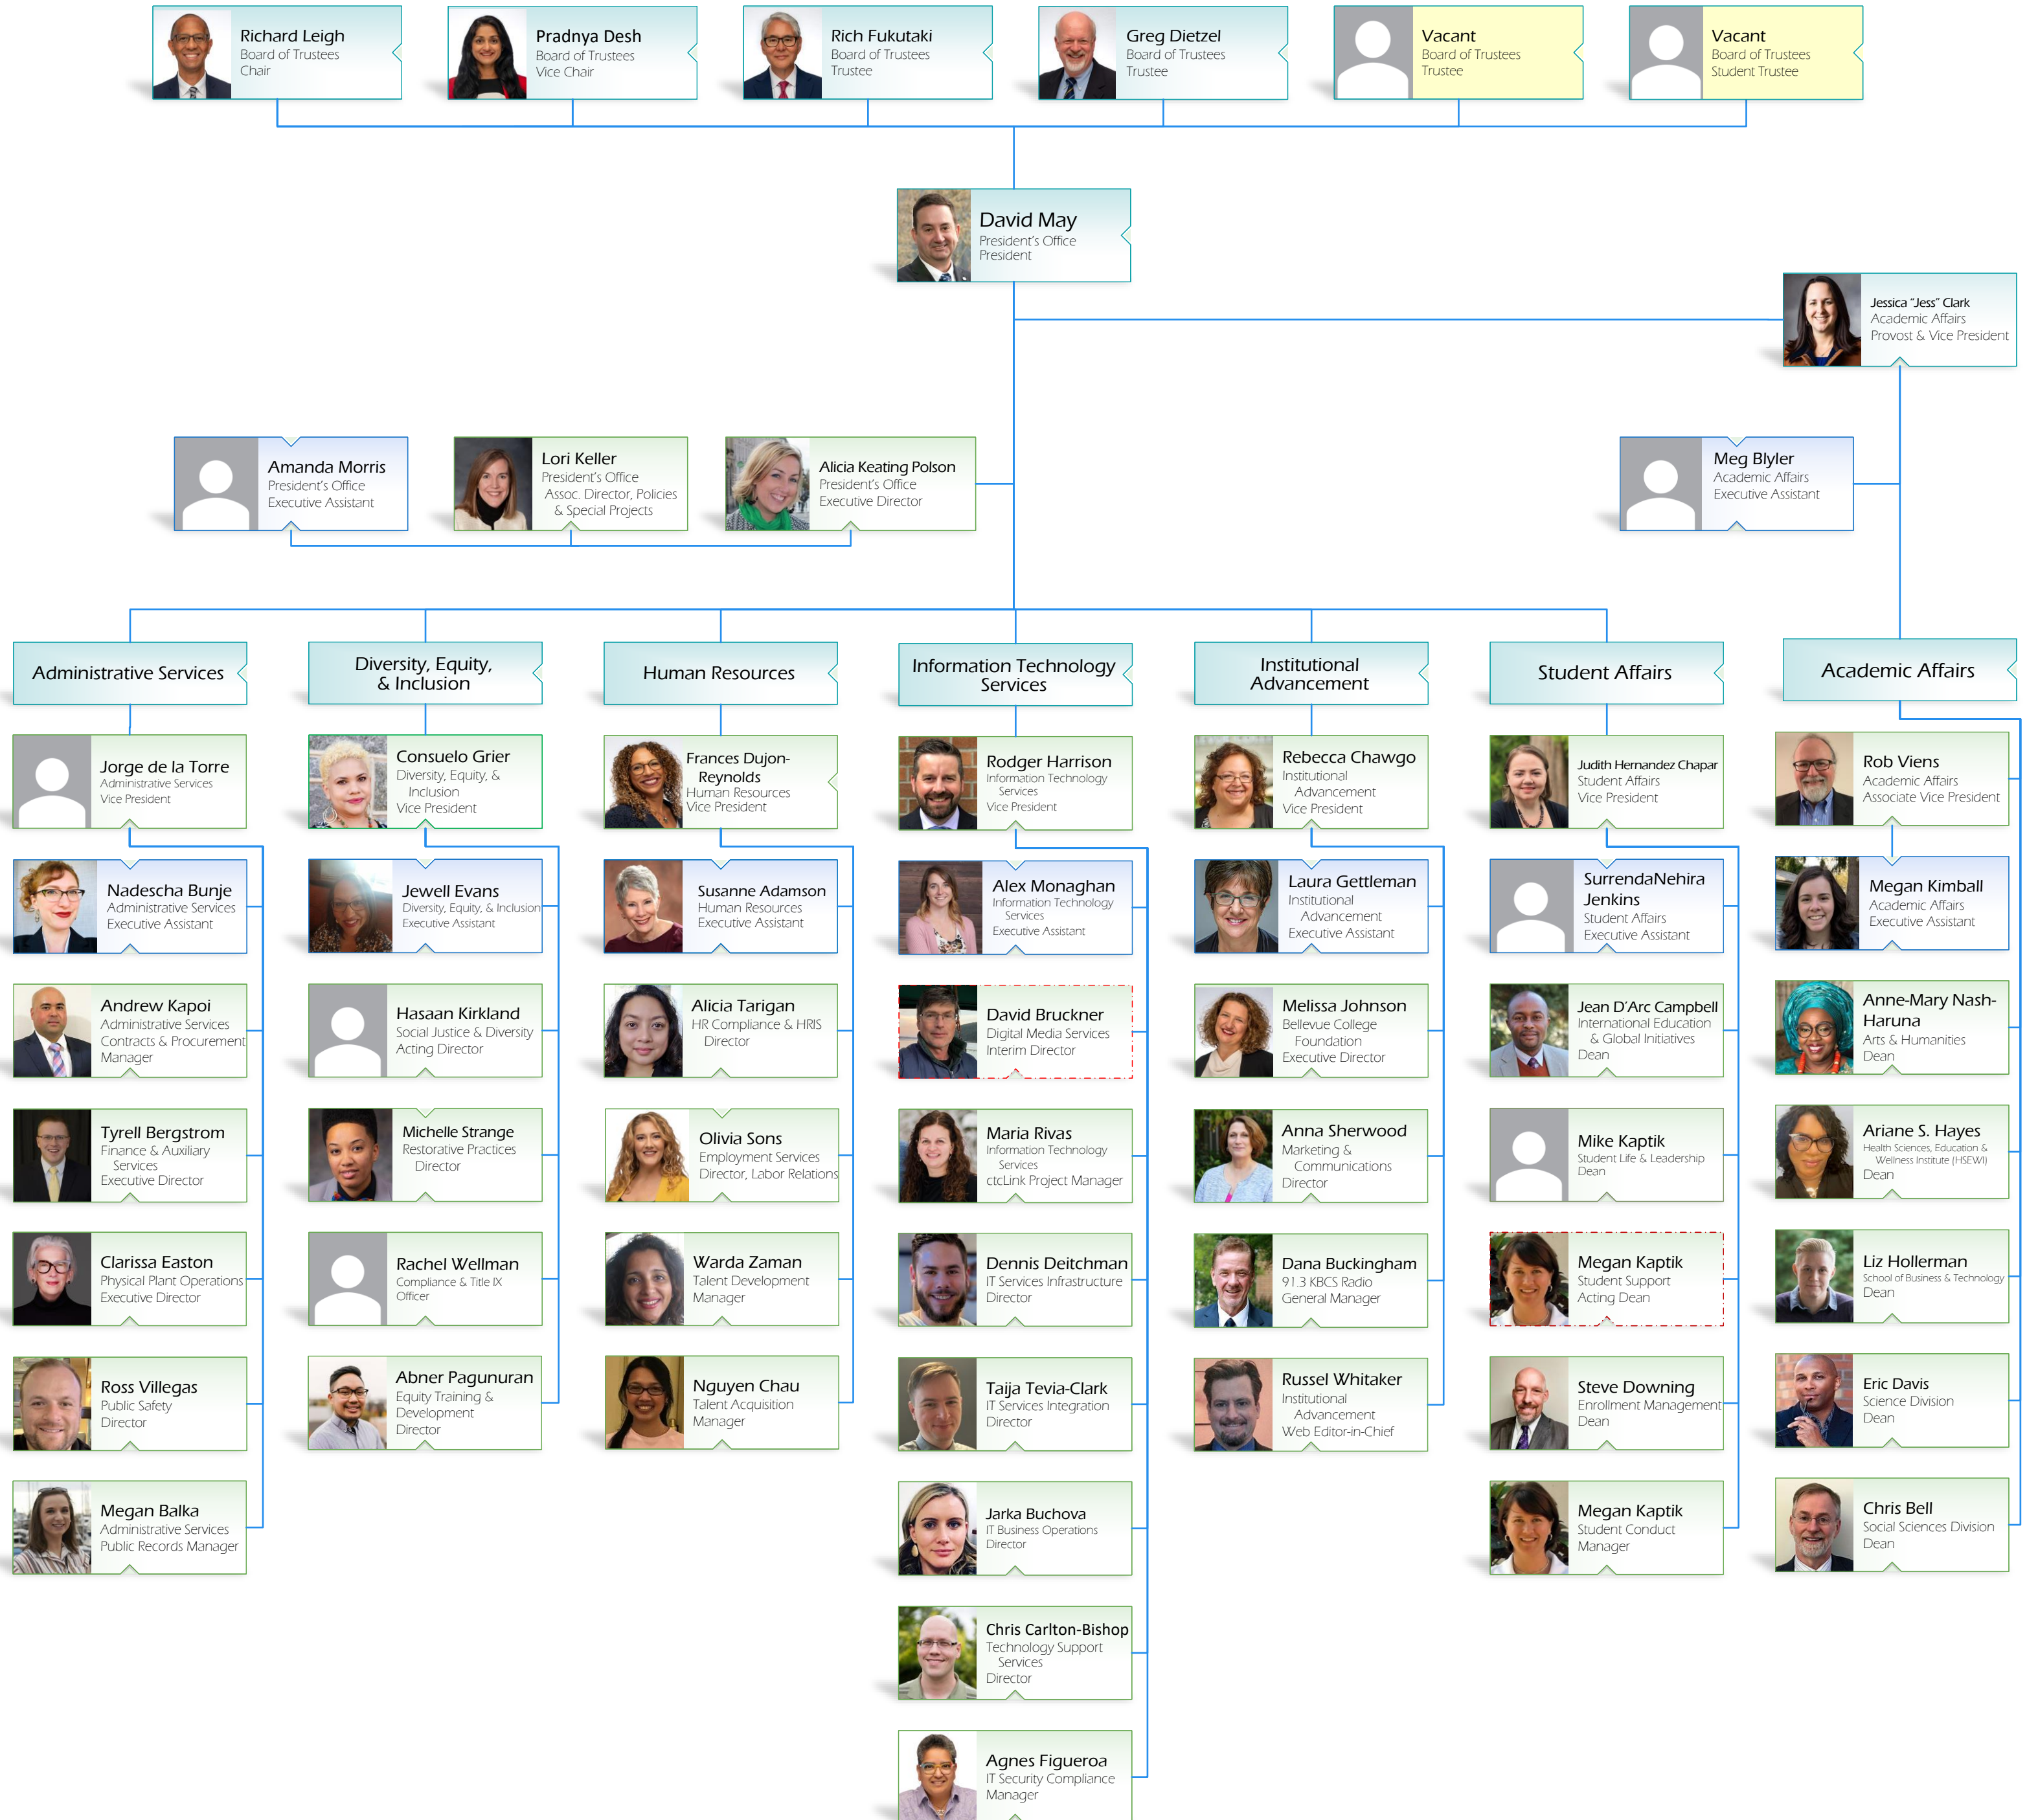 Richard Leigh
Board of Trustees
Chair
Pradnya Desh
Board of Trustees
Vice Chair
Rich Fukutaki
Board of Trustees
Trustee
Greg Dietzel
Board of Trustees
Trustee
Vacant
Board of Trustees
Trustee
Vacant
Board of Trustees
Student Trustee
David May
President's Office
President
Jessica “Jess” Clark
Academic Affairs
Provost & Vice President
Amanda Morris
President's Office
Executive Assistant
Lori Keller
President's Office
Assoc. Director, Policies
& Special Projects
Alicia Keating Polson
President's Office
Executive Director
Meg Blyler
Academic Affairs
Executive Assistant
Administrative Services
Jorge de la Torre
Administrative Services
Vice President
Nadescha Bunje
Administrative Services
Executive Assistant
Andrew Kapoi
Administrative Services
Contracts & Procurement
Manager
Tyrell Bergstrom
Finance & Auxiliary
Services
Executive Director
Clarissa Easton
Physical Plant Operations
Executive Director
Ross Villegas
Public Safety
Director
Megan Balka
Administrative Services
Public Records Manager
Diversity, Equity,
& Inclusion
Consuelo Grier
Diversity, Equity, &
Inclusion
Vice President
Jewell Evans
Diversity, Equity, & Inclusion
Executive Assistant
Hasaan Kirkland
Social Justice & Diversity
Acting Director
Michelle Strange
Restorative Practices
Director
Rachel Wellman
Compliance & Title IX
Officer
Abner Pagunuran
Equity Training &
Development
Director
Human Resources
Frances Dujon-
Reynolds
Human Resources
Vice President
Susanne Adamson
Human Resources
Executive Assistant
Alicia Tarigan
HR Compliance & HRIS
Director
Olivia Sons
Employment Services
Director, Labor Relations
Warda Zaman
Talent Development
Manager
Nguyen Chau
Talent Acquisition
Manager
Information Technology
Services
Rodger Harrison
Information Technology
Services
Vice President
Alex Monaghan
Information Technology
Services
Executive Assistant
David Bruckner
Digital Media Services
Interim Director
Maria Rivas
Information Technology
Services
ctcLink Project Manager
Dennis Deitchman
IT Services Infrastructure
Director
Taija Tevia-Clark
IT Services Integration
Director
Jarka Buchova
IT Business Operations
Director
Chris Carlton-Bishop
Technology Support
Services
Director
Agnes Figueroa
IT Security Compliance
Manager
Institutional
Advancement
Rebecca Chawgo
Institutional
Advancement
Vice President
Laura Gettleman
Institutional
Advancement
Executive Assistant
Melissa Johnson
Bellevue College
Foundation
Executive Director
Anna Sherwood
Marketing &
Communications
Director
Dana Buckingham
91.3 KBCS Radio
General Manager
Russel Whitaker
Institutional
Advancement
Web Editor-in-Chief
Student Affairs
Judith Hernandez Chapar
Student Affairs
Vice President
SurrendaNehira
Jenkins
Student Affairs
Executive Assistant
Jean D'Arc Campbell
International Education
& Global Initiatives
Dean
Mike Kaptik
Student Life & Leadership
Dean
Megan Kaptik
Student Support
Acting Dean
Steve Downing
Enrollment Management
Dean
Megan Kaptik
Student Conduct
Manager
Academic Affairs
Rob Viens
Academic Affairs
Associate Vice President
Megan Kimball
Academic Affairs
Executive Assistant
Anne-Mary Nash-
Haruna
Arts & Humanities
Dean
Ariane S. Hayes
Health Sciences, Education &
Wellness Institute (HSEWI)
Dean
Liz Hollerman
School of Business & Technology
Dean
Eric Davis
Science Division
Dean
Chris Bell
Social Sciences Division
Dean